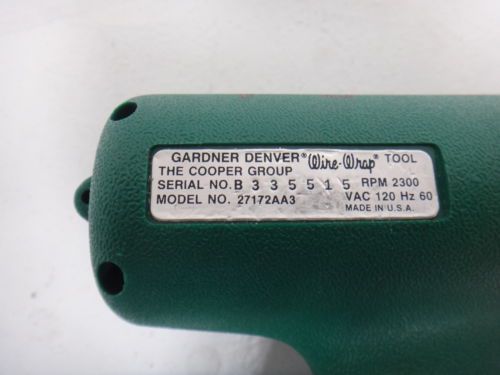 GARDNER DENVER® Wire-Wrap® TOOL
THE COOPER GROUP
SERIAL NO. B 3 3 5 5 1 5 RPM 2300
MODEL NO. 27172AA3 VAC 120 Hz 60
MADE IN U.S.A.